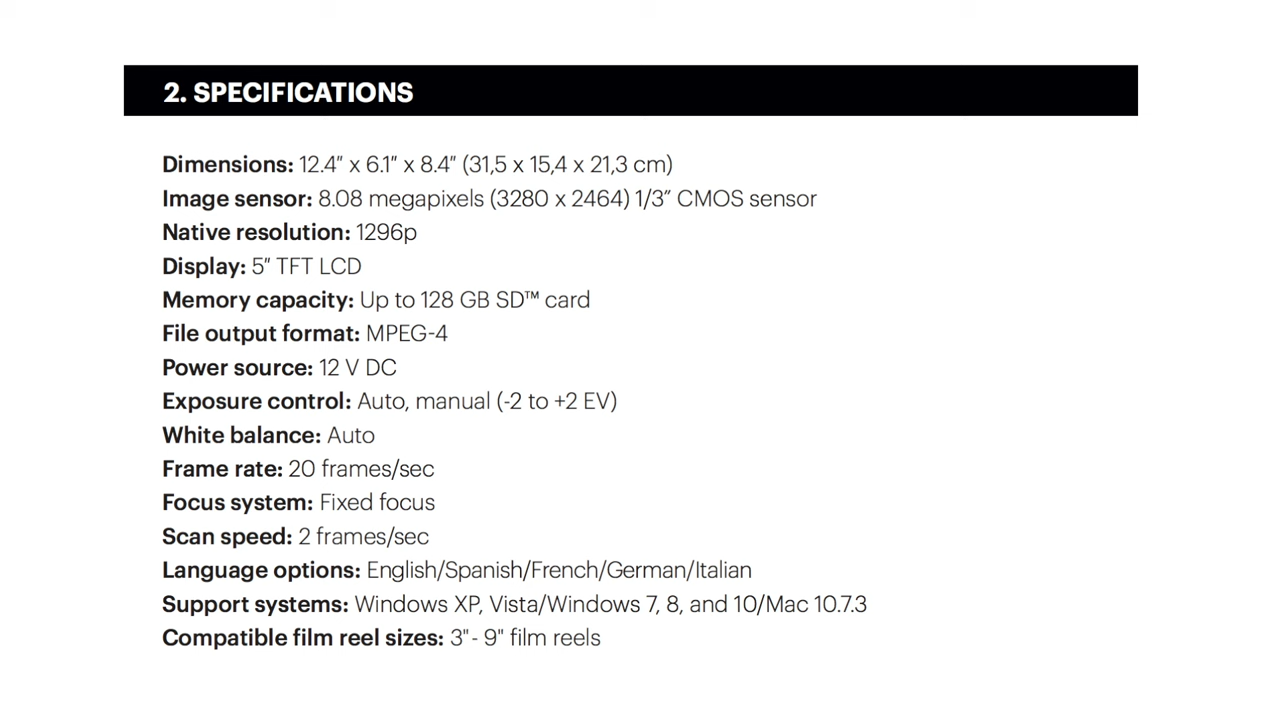 2. SPECIFICATIONS
Dimensions: 12.4" x 6.1" x 8.4" (31,5 x 15,4 x 21,3 cm)
Image sensor: 8.08 megapixels (3280 x 2464) 1/3" CMOS sensor
Native resolution: 1296p
Display: 5" TFT LCD
Memory capacity: Up to 128 GB SD™ card
File output format: MPEG-4
Power source: 12 V DC
Exposure control: Auto, manual (-2 to +2 EV)
White balance: Auto
Frame rate: 20 frames/sec
Focus system: Fixed focus
Scan speed: 2 frames/sec
Language options: English/Spanish/French/German/Italian
Support systems: Windows XP, Vista/Windows 7, 8, and 10/Mac 10.7.3
Compatible film reel sizes: 3"- 9" film reels